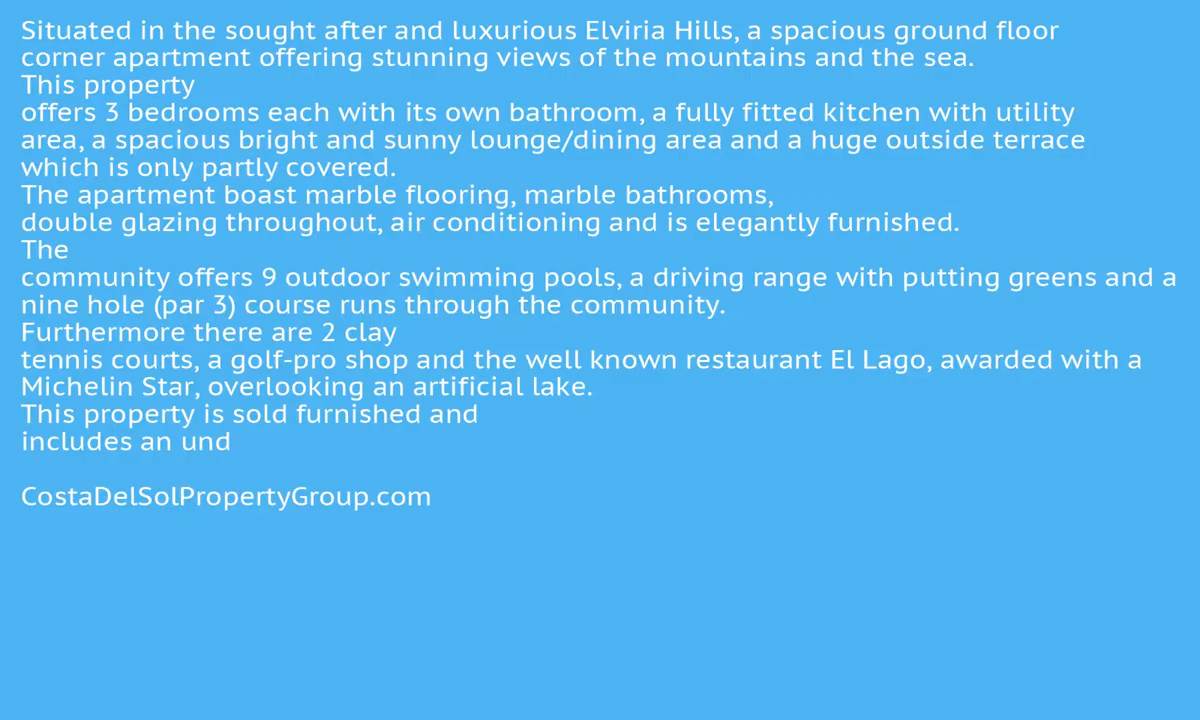 Situated in the sought after and luxurious Elviria Hills, a spacious ground floor
corner apartment offering stunning views of the mountains and the sea.
This property
offers 3 bedrooms each with its own bathroom, a fully fitted kitchen with utility
area, a spacious bright and sunny lounge/dining area and a huge outside terrace
which is only partly covered.
The apartment boast marble flooring, marble bathrooms,
double glazing throughout, air conditioning and is elegantly furnished.
The
community offers 9 outdoor swimming pools, a driving range with putting greens and a
nine hole (par 3) course runs through the community.
Furthermore there are 2 clay
tennis courts, a golf-pro shop and the well known restaurant El Lago, awarded with a
Michelin Star, overlooking an artificial lake.
This property is sold furnished and
includes an und
CostaDelSolPropertyGroup.com